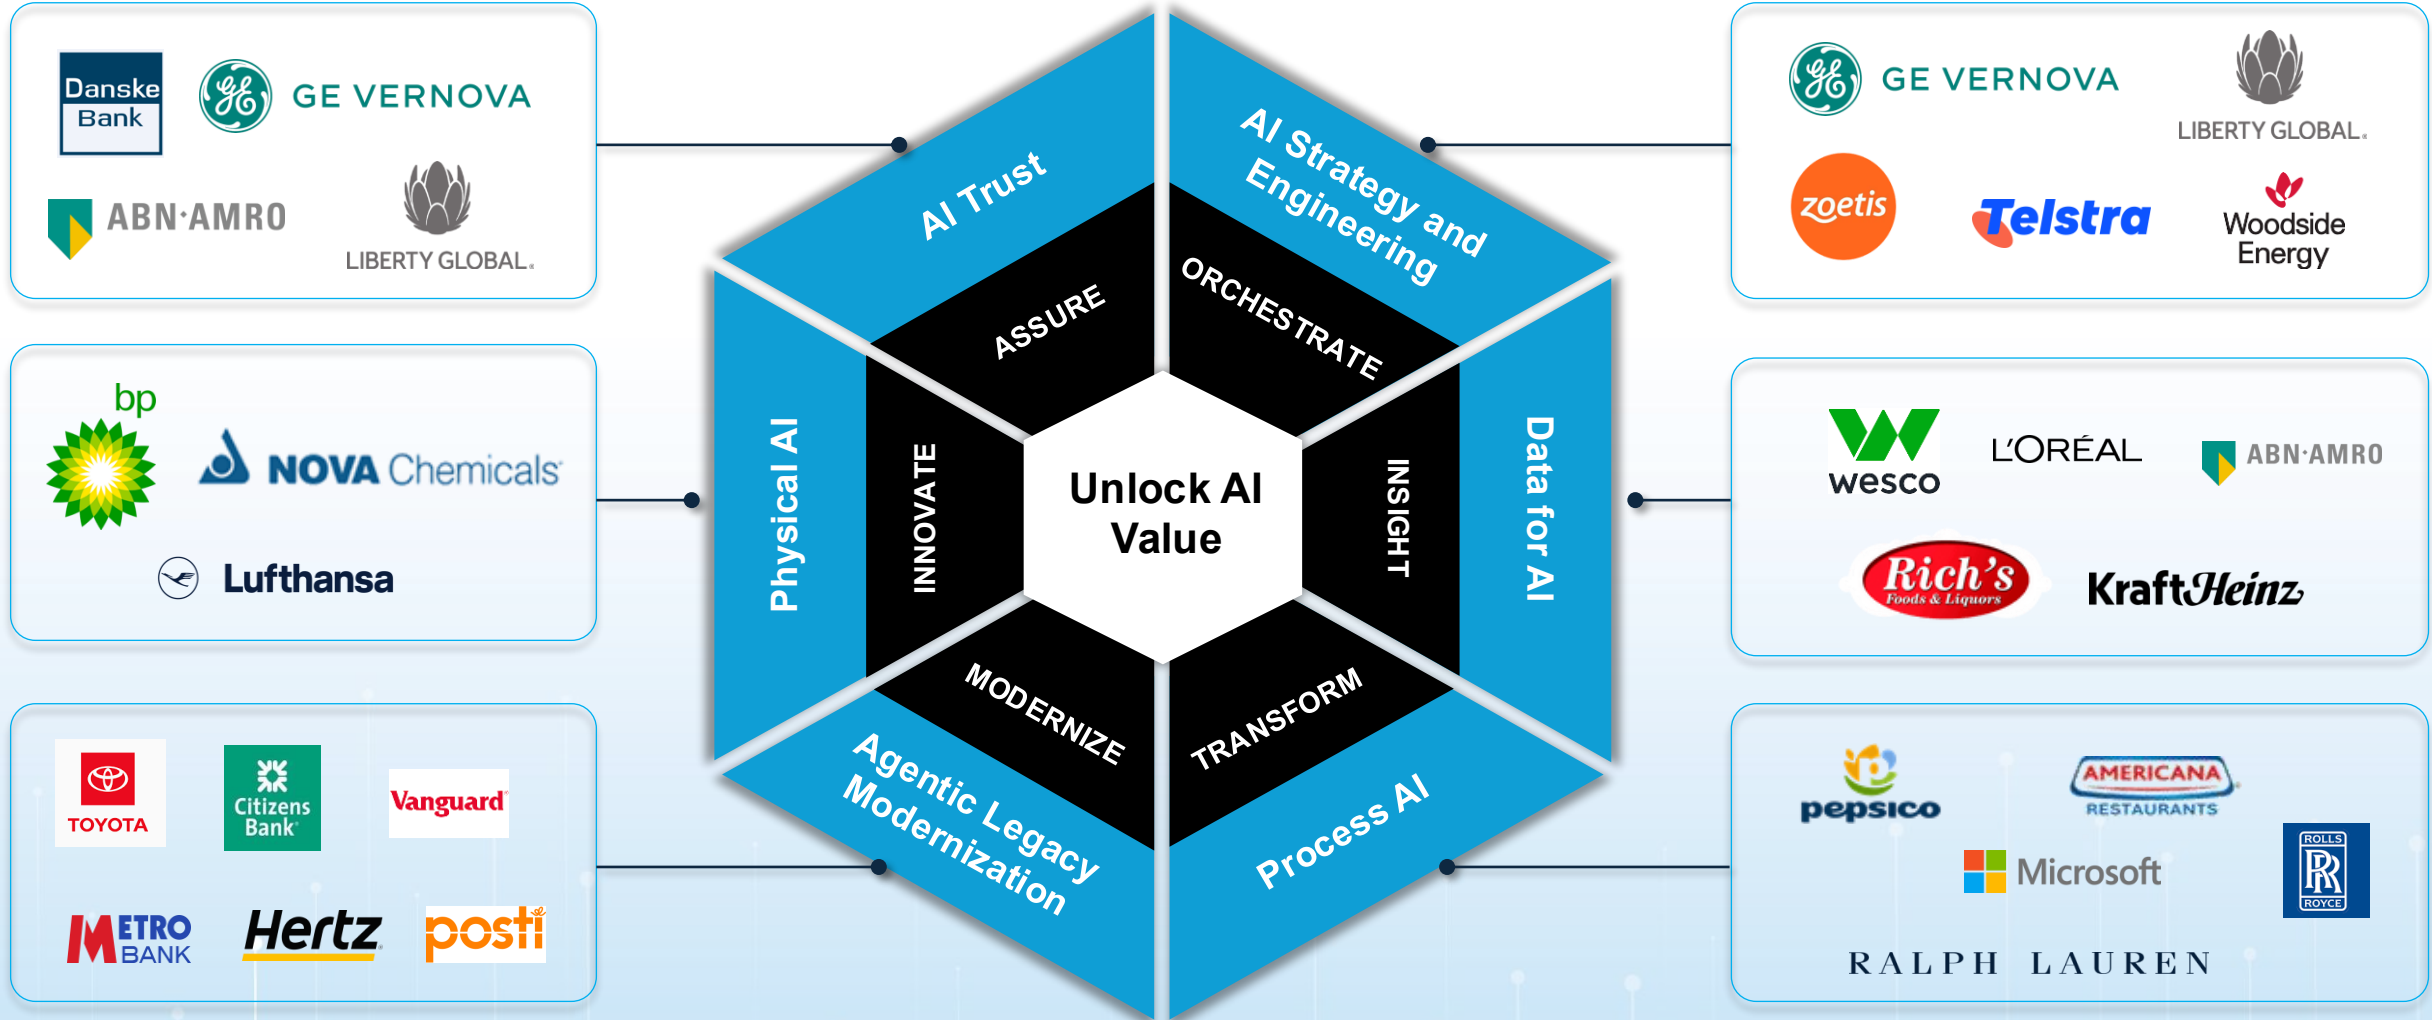 Danske
Bank
GE VERNOVA
ABN·AMRO
LIBERTY GLOBAL
AI Trust
ASSURE
AI Strategy and
Engineering
ORCHESTRATE
GE VERNOVA
LIBERTY GLOBAL
zoetis
Telstra
Woodside
Energy
bp
NOVA Chemicals
Lufthansa
Physical AI
INNOVATE
Unlock AI
Value
INSIGHT
Data for AI
wesco
L'ORÉAL
ABN·AMRO
Rich's
Foods & Liquors
KraftHeinz
TOYOTA
Citizens
Bank
Vanguard
METRO
BANK
Hertz
posti
MODERNIZE
Agentic Legacy
Modernization
TRANSFORM
Process AI
pepsico
AMERICANA
RESTAURANTS
Microsoft
ROLLS
RR
ROYCE
RALPH LAUREN